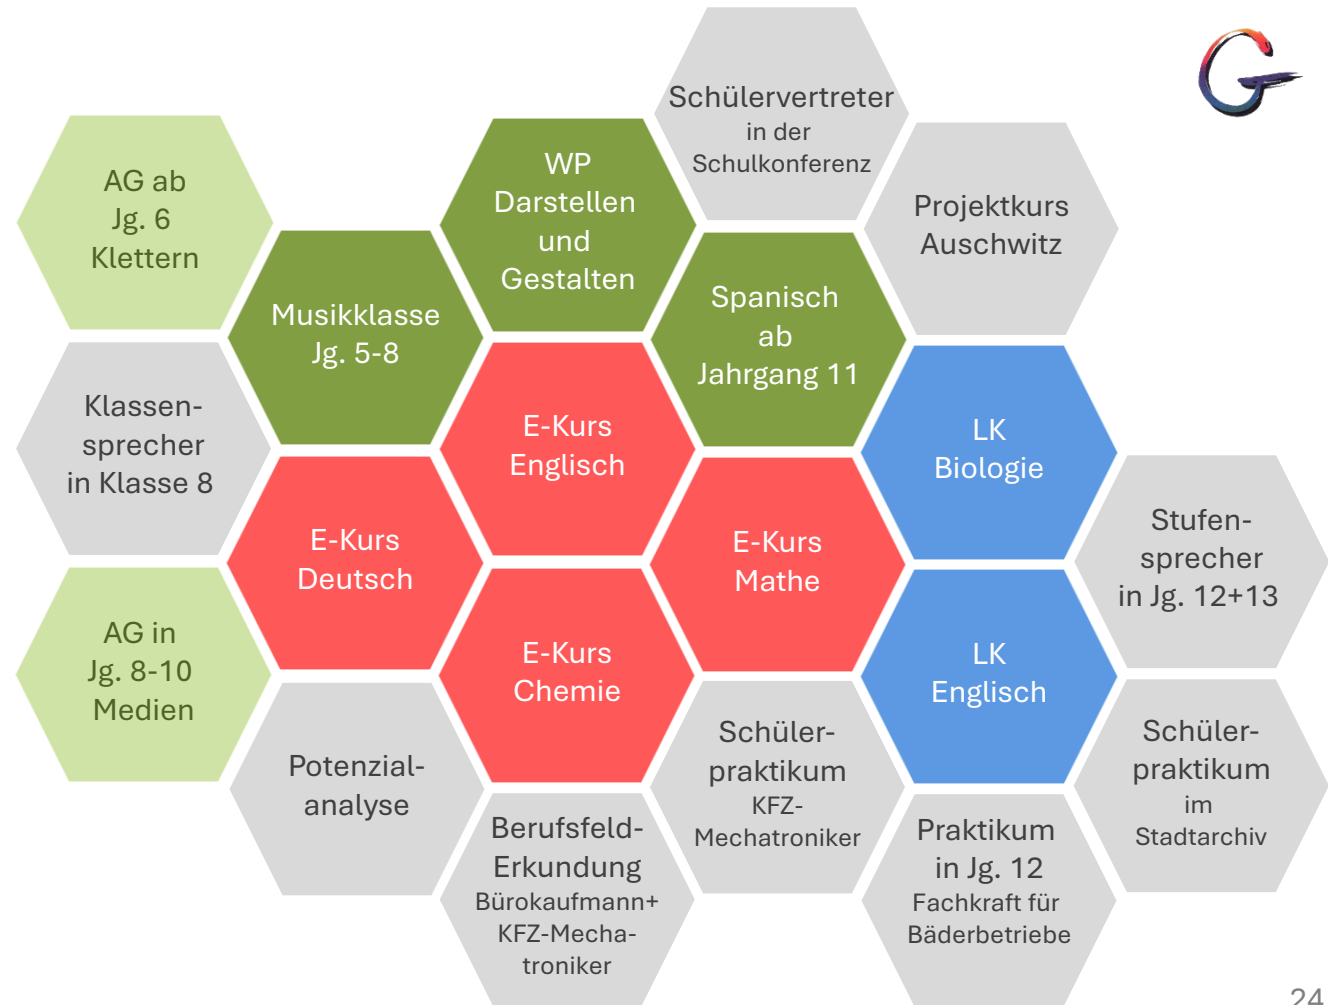 Schülervertreter
in der
Schulkonferenz
AG ab
Jg. 6
Klettern
WP
Darstellen
und
Gestalten
Projektkurs
Auschwitz
Musikklasse
Jg. 5-8
Spanisch
ab
Jahrgang 11
Klassen-
sprecher
in Klasse 8
E-Kurs
Englisch
LK
Biologie
E-Kurs
Deutsch
E-Kurs
Mathe
Stufen-
sprecher
in Jg. 12+13
AG in
Jg. 8-10
Medien
E-Kurs
Chemie
LK
Englisch
Potenzial-
analyse
Schüler-
praktikum
KFZ-
Mechatroniker
Schüler-
praktikum
im
Stadtarchiv
Berufsfeld-
Erkundung
Bürokaufmann+
KFZ-Mecha-
troniker
Praktikum
in Jg. 12
Fachkraft für
Bäderbetriebe
24